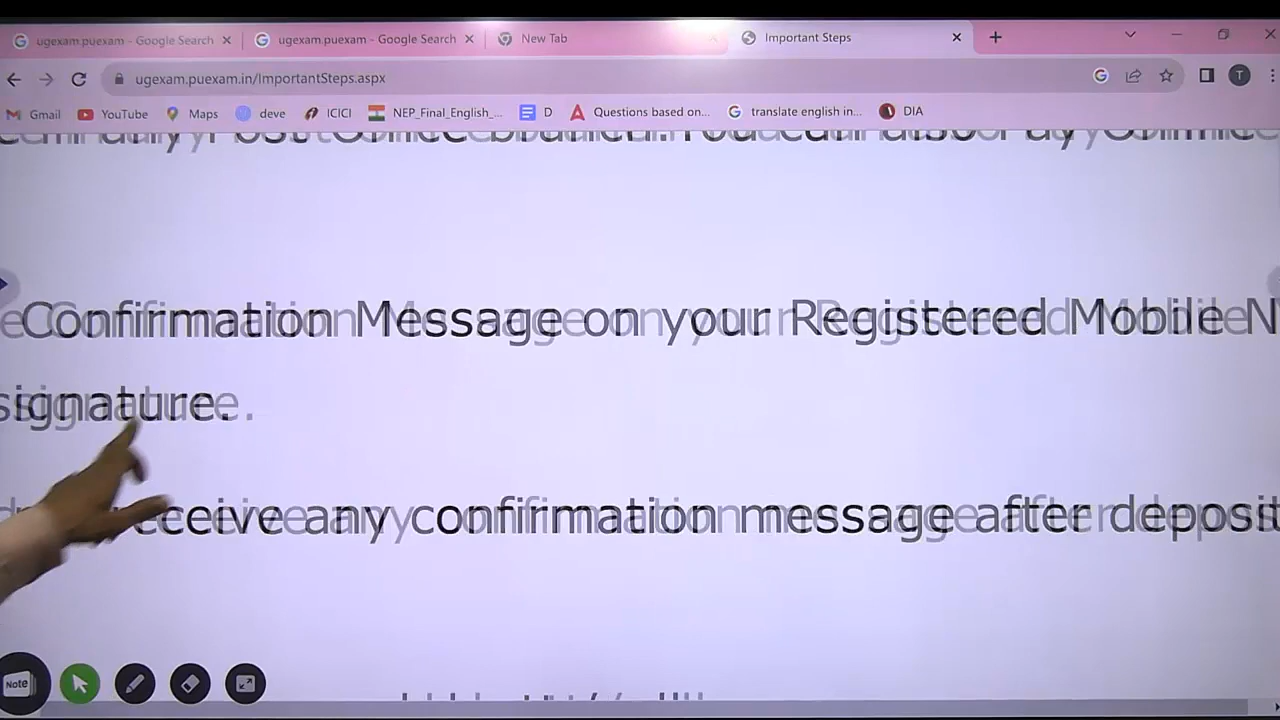 ugexam.puexam - Google Search
ugexam.puexam - Google Search
New Tab
Important Steps
ugexam.puexam.in/ImportantSteps.aspx
T
Gmail
YouTube
Maps
deve
ICICI
NEP_Final_English_...
D
Questions based on...
translate english in...
DIA
Confirmation Message on your Registered Mobile N
signature.
receive any confirmation message after deposit
Note